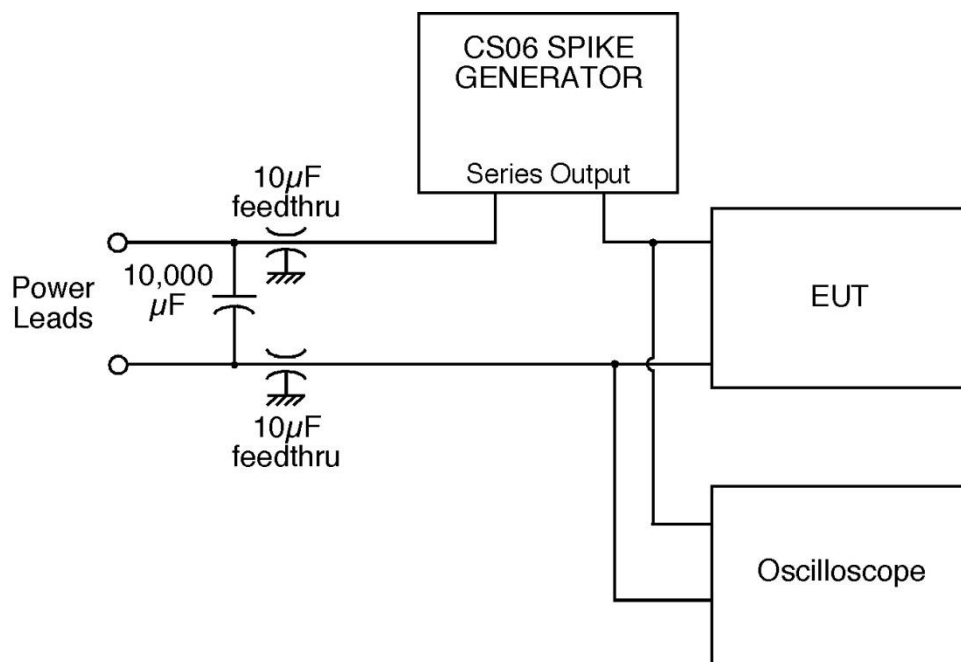 CS06 SPIKE
GENERATOR
Series Output
10µF
feedthru
10,000
µF
Power
Leads
EUT
10µF
feedthru
Oscilloscope